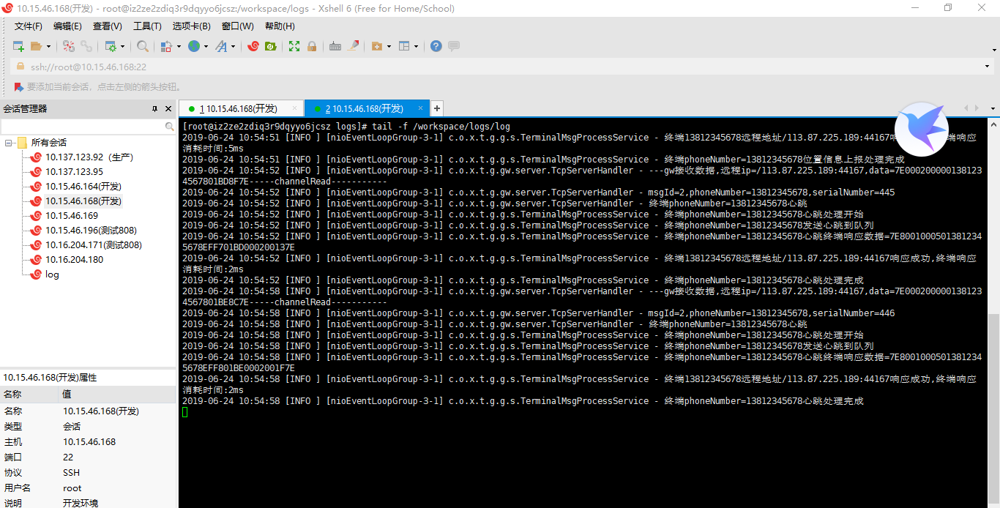 10.15.46.168(开发) - root@iz2ze2zdiq3r9dqyyo6jcsz:/workspace/logs - Xshell 6 (Free for Home/School)
文件(F) 编辑(E) 查看(V) 工具(T) 选项卡(B) 窗口(W) 帮助(H)
ssh://root@10.15.46.168:22
要添加当前会话，点击左侧的箭头按钮。
会话管理器
所有会话
10.137.123.92（生产）
10.137.123.95
10.15.46.164(开发)
10.15.46.168(开发)
10.15.46.169
10.15.46.196(测试808)
10.16.204.171(测试808)
10.16.204.180
log
10.15.46.168(开发)属性
名称 值
名称 10.15.46.168(开发)
类型 会话
主机 10.15.46.168
端口 22
协议 SSH
用户名 root
说明 开发环境
1 10.15.46.168(开发) 2 10.15.46.168(开发)
[root@iz2ze2zdiq3r9dqyyo6jcsz logs]# tail -f /workspace/logs/log
2019-06-24 10:54:51 [INFO ] [nioEventLoopGroup-3-1] c.o.x.t.g.g.s.TerminalMsgProcessService - 终端13812345678远程地址/113.87.225.189:44167响 端响应
消耗时间:5ms
2019-06-24 10:54:51 [INFO ] [nioEventLoopGroup-3-1] c.o.x.t.g.g.s.TerminalMsgProcessService - 终端phoneNumber=13812345678位置信息上报处理完成
2019-06-24 10:54:52 [INFO ] [nioEventLoopGroup-3-1] c.o.x.t.g.gw.server.TcpServerHandler - ---gw接收数据,远程ip=/113.87.225.189:44167,data=7E000200000138123
4567801BD8F7E-----channelRead-----------
2019-06-24 10:54:52 [INFO ] [nioEventLoopGroup-3-1] c.o.x.t.g.gw.server.TcpServerHandler - msgId=2,phoneNumber=13812345678,serialNumber=445
2019-06-24 10:54:52 [INFO ] [nioEventLoopGroup-3-1] c.o.x.t.g.gw.server.TcpServerHandler - 终端phoneNumber=13812345678心跳
2019-06-24 10:54:52 [INFO ] [nioEventLoopGroup-3-1] c.o.x.t.g.g.s.TerminalMsgProcessService - 终端phoneNumber=13812345678心跳处理开始
2019-06-24 10:54:52 [INFO ] [nioEventLoopGroup-3-1] c.o.x.t.g.g.s.TerminalMsgProcessService - 终端phoneNumber=13812345678发送心跳到队列
2019-06-24 10:54:52 [INFO ] [nioEventLoopGroup-3-1] c.o.x.t.g.g.s.TerminalMsgProcessService - 终端phoneNumber=13812345678心跳终端响应数据=7E8001000501381234
5678EFF701BD000200137E
2019-06-24 10:54:52 [INFO ] [nioEventLoopGroup-3-1] c.o.x.t.g.g.s.TerminalMsgProcessService - 终端13812345678远程地址/113.87.225.189:44167响应成功,终端响应
消耗时间:2ms
2019-06-24 10:54:52 [INFO ] [nioEventLoopGroup-3-1] c.o.x.t.g.g.s.TerminalMsgProcessService - 终端phoneNumber=13812345678心跳处理完成
2019-06-24 10:54:58 [INFO ] [nioEventLoopGroup-3-1] c.o.x.t.g.gw.server.TcpServerHandler - ---gw接收数据,远程ip=/113.87.225.189:44167,data=7E000200000138123
4567801BE8C7E-----channelRead-----------
2019-06-24 10:54:58 [INFO ] [nioEventLoopGroup-3-1] c.o.x.t.g.gw.server.TcpServerHandler - msgId=2,phoneNumber=13812345678,serialNumber=446
2019-06-24 10:54:58 [INFO ] [nioEventLoopGroup-3-1] c.o.x.t.g.gw.server.TcpServerHandler - 终端phoneNumber=13812345678心跳
2019-06-24 10:54:58 [INFO ] [nioEventLoopGroup-3-1] c.o.x.t.g.g.s.TerminalMsgProcessService - 终端phoneNumber=13812345678心跳处理开始
2019-06-24 10:54:58 [INFO ] [nioEventLoopGroup-3-1] c.o.x.t.g.g.s.TerminalMsgProcessService - 终端phoneNumber=13812345678发送心跳到队列
2019-06-24 10:54:58 [INFO ] [nioEventLoopGroup-3-1] c.o.x.t.g.g.s.TerminalMsgProcessService - 终端phoneNumber=13812345678心跳终端响应数据=7E8001000501381234
5678EFF801BE0002001F7E
2019-06-24 10:54:58 [INFO ] [nioEventLoopGroup-3-1] c.o.x.t.g.g.s.TerminalMsgProcessService - 终端13812345678远程地址/113.87.225.189:44167响应成功,终端响应
消耗时间:2ms
2019-06-24 10:54:58 [INFO ] [nioEventLoopGroup-3-1] c.o.x.t.g.g.s.TerminalMsgProcessService - 终端phoneNumber=13812345678心跳处理完成